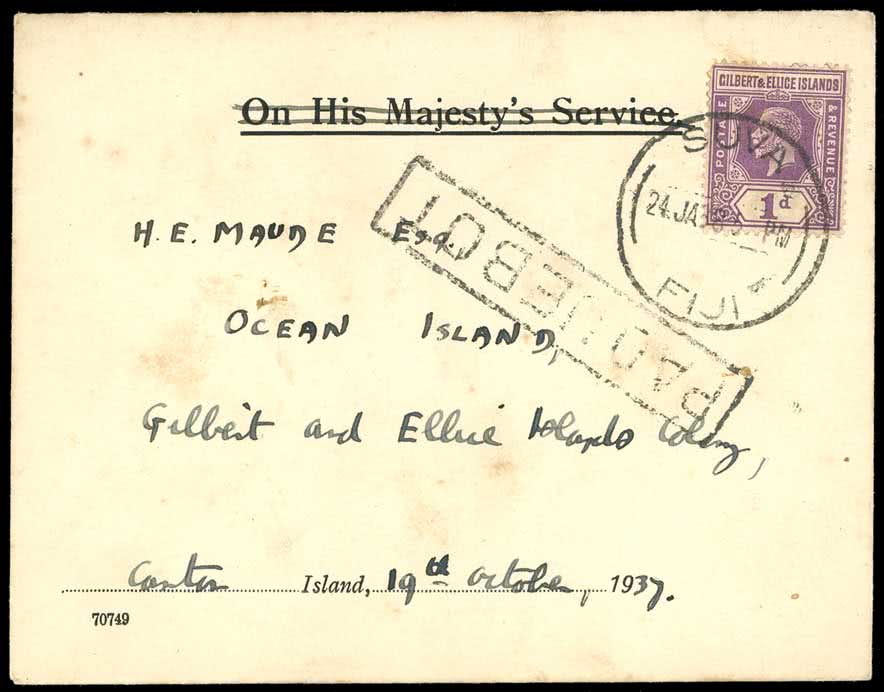 On His Majesty's Service.
GILBERT & ELLICE ISLANDS
POSTAGE & REVENUE
1d
SUVA
24.JA PM
FIJI
PAQUEBOT
H. E. MAUDE Esq.,
OCEAN ISLAND,
Gilbert and Ellice Islands Colony,
Canton Island, 19th October, 1937.
70749